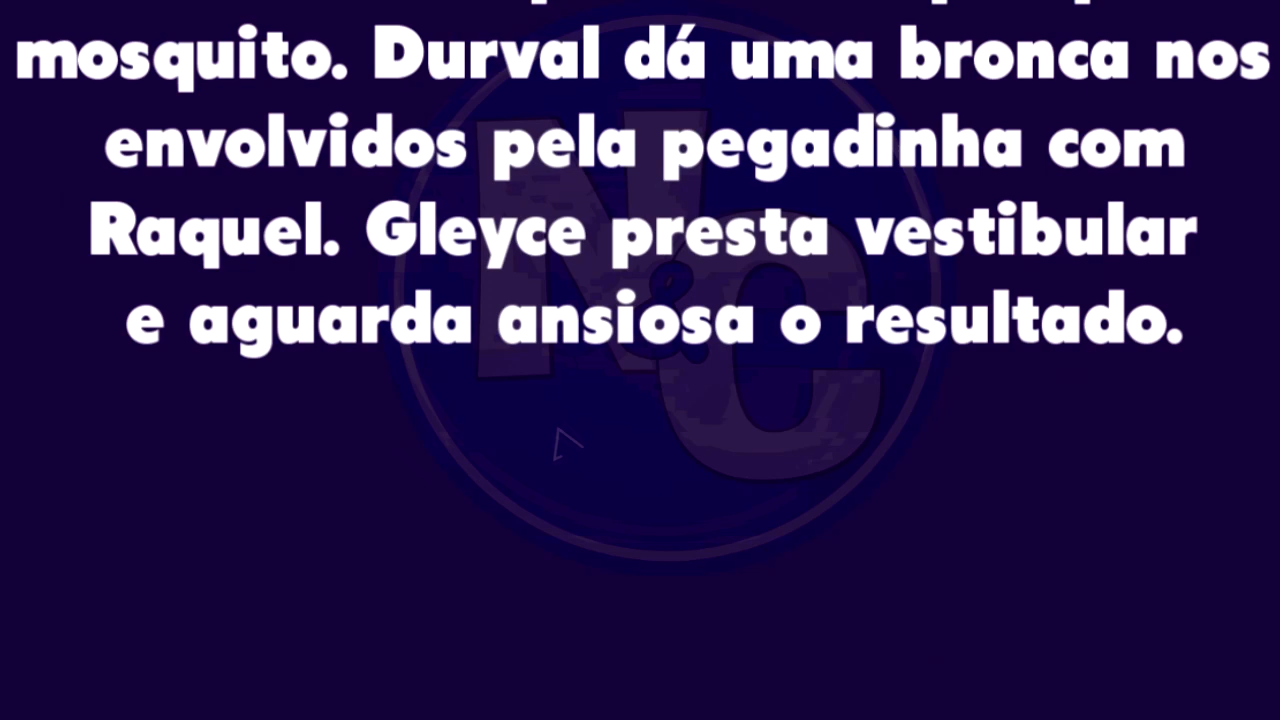 mosquito. Durval dá uma bronca nos
envolvidos pela pegadinha com
Raquel. Gleyce presta vestibular
e aguarda ansiosa o resultado.
N&C